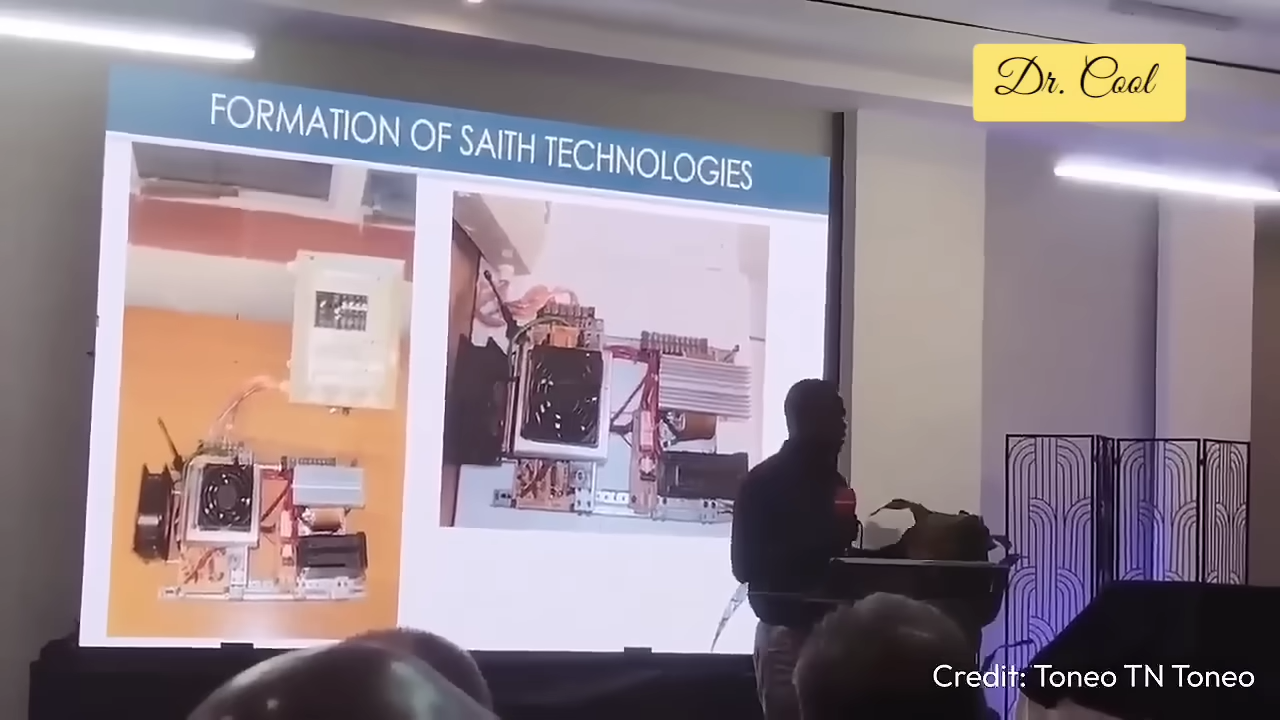 FORMATION OF SAITH TECHNOLOGIES
Dr. Cool
Credit: Toneo TN Toneo